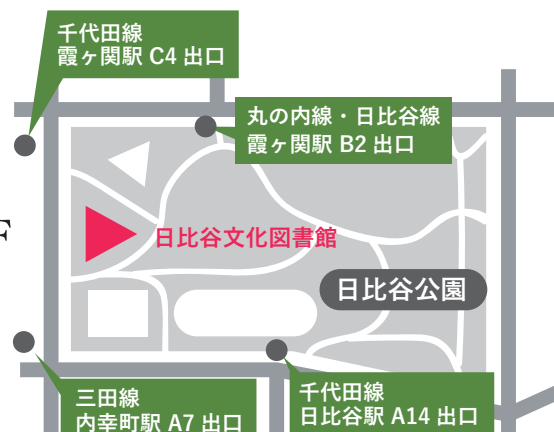 千代田線
霞ヶ関駅 C4 出口
丸の内線・日比谷線
霞ヶ関駅 B2 出口
F
日比谷文化図書館
日比谷公園
三田線
内幸町駅 A7 出口
千代田線
日比谷駅 A14 出口